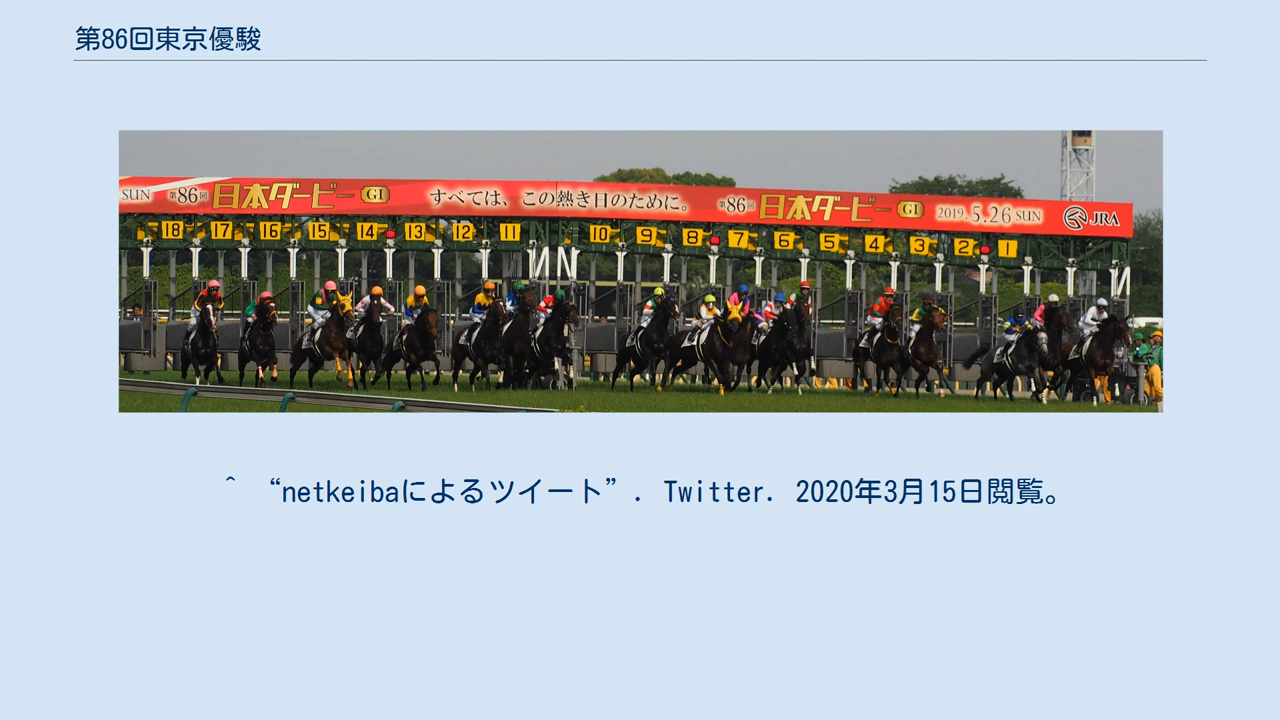 第86回東京優駿
SUN 第86回 日本ダービー GI すべては、この熱き日のために。 第86回 日本ダービー GI 2019.5.26 SUN JRA
18 17 16 15 14 13 12 11 10 9 8 7 6 5 4 3 2 1
^ “netkeibaによるツイート”. Twitter. 2020年3月15日閲覧。